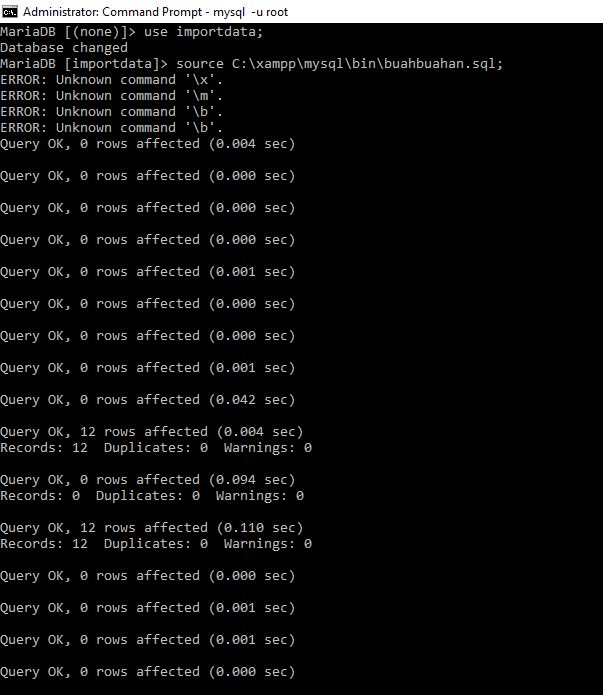 Administrator: Command Prompt - mysql -u root
MariaDB [(none)]> use importdata;
Database changed
MariaDB [importdata]> source C:\xampp\mysql\bin\buahbuahan.sql;
ERROR: Unknown command '\x'.
ERROR: Unknown command '\m'.
ERROR: Unknown command '\b'.
ERROR: Unknown command '\b'.
Query OK, 0 rows affected (0.004 sec)
Query OK, 0 rows affected (0.000 sec)
Query OK, 0 rows affected (0.000 sec)
Query OK, 0 rows affected (0.000 sec)
Query OK, 0 rows affected (0.001 sec)
Query OK, 0 rows affected (0.000 sec)
Query OK, 0 rows affected (0.000 sec)
Query OK, 0 rows affected (0.001 sec)
Query OK, 0 rows affected (0.042 sec)
Query OK, 12 rows affected (0.004 sec)
Records: 12  Duplicates: 0  Warnings: 0
Query OK, 0 rows affected (0.094 sec)
Records: 0  Duplicates: 0  Warnings: 0
Query OK, 12 rows affected (0.110 sec)
Records: 12  Duplicates: 0  Warnings: 0
Query OK, 0 rows affected (0.000 sec)
Query OK, 0 rows affected (0.001 sec)
Query OK, 0 rows affected (0.001 sec)
Query OK, 0 rows affected (0.000 sec)